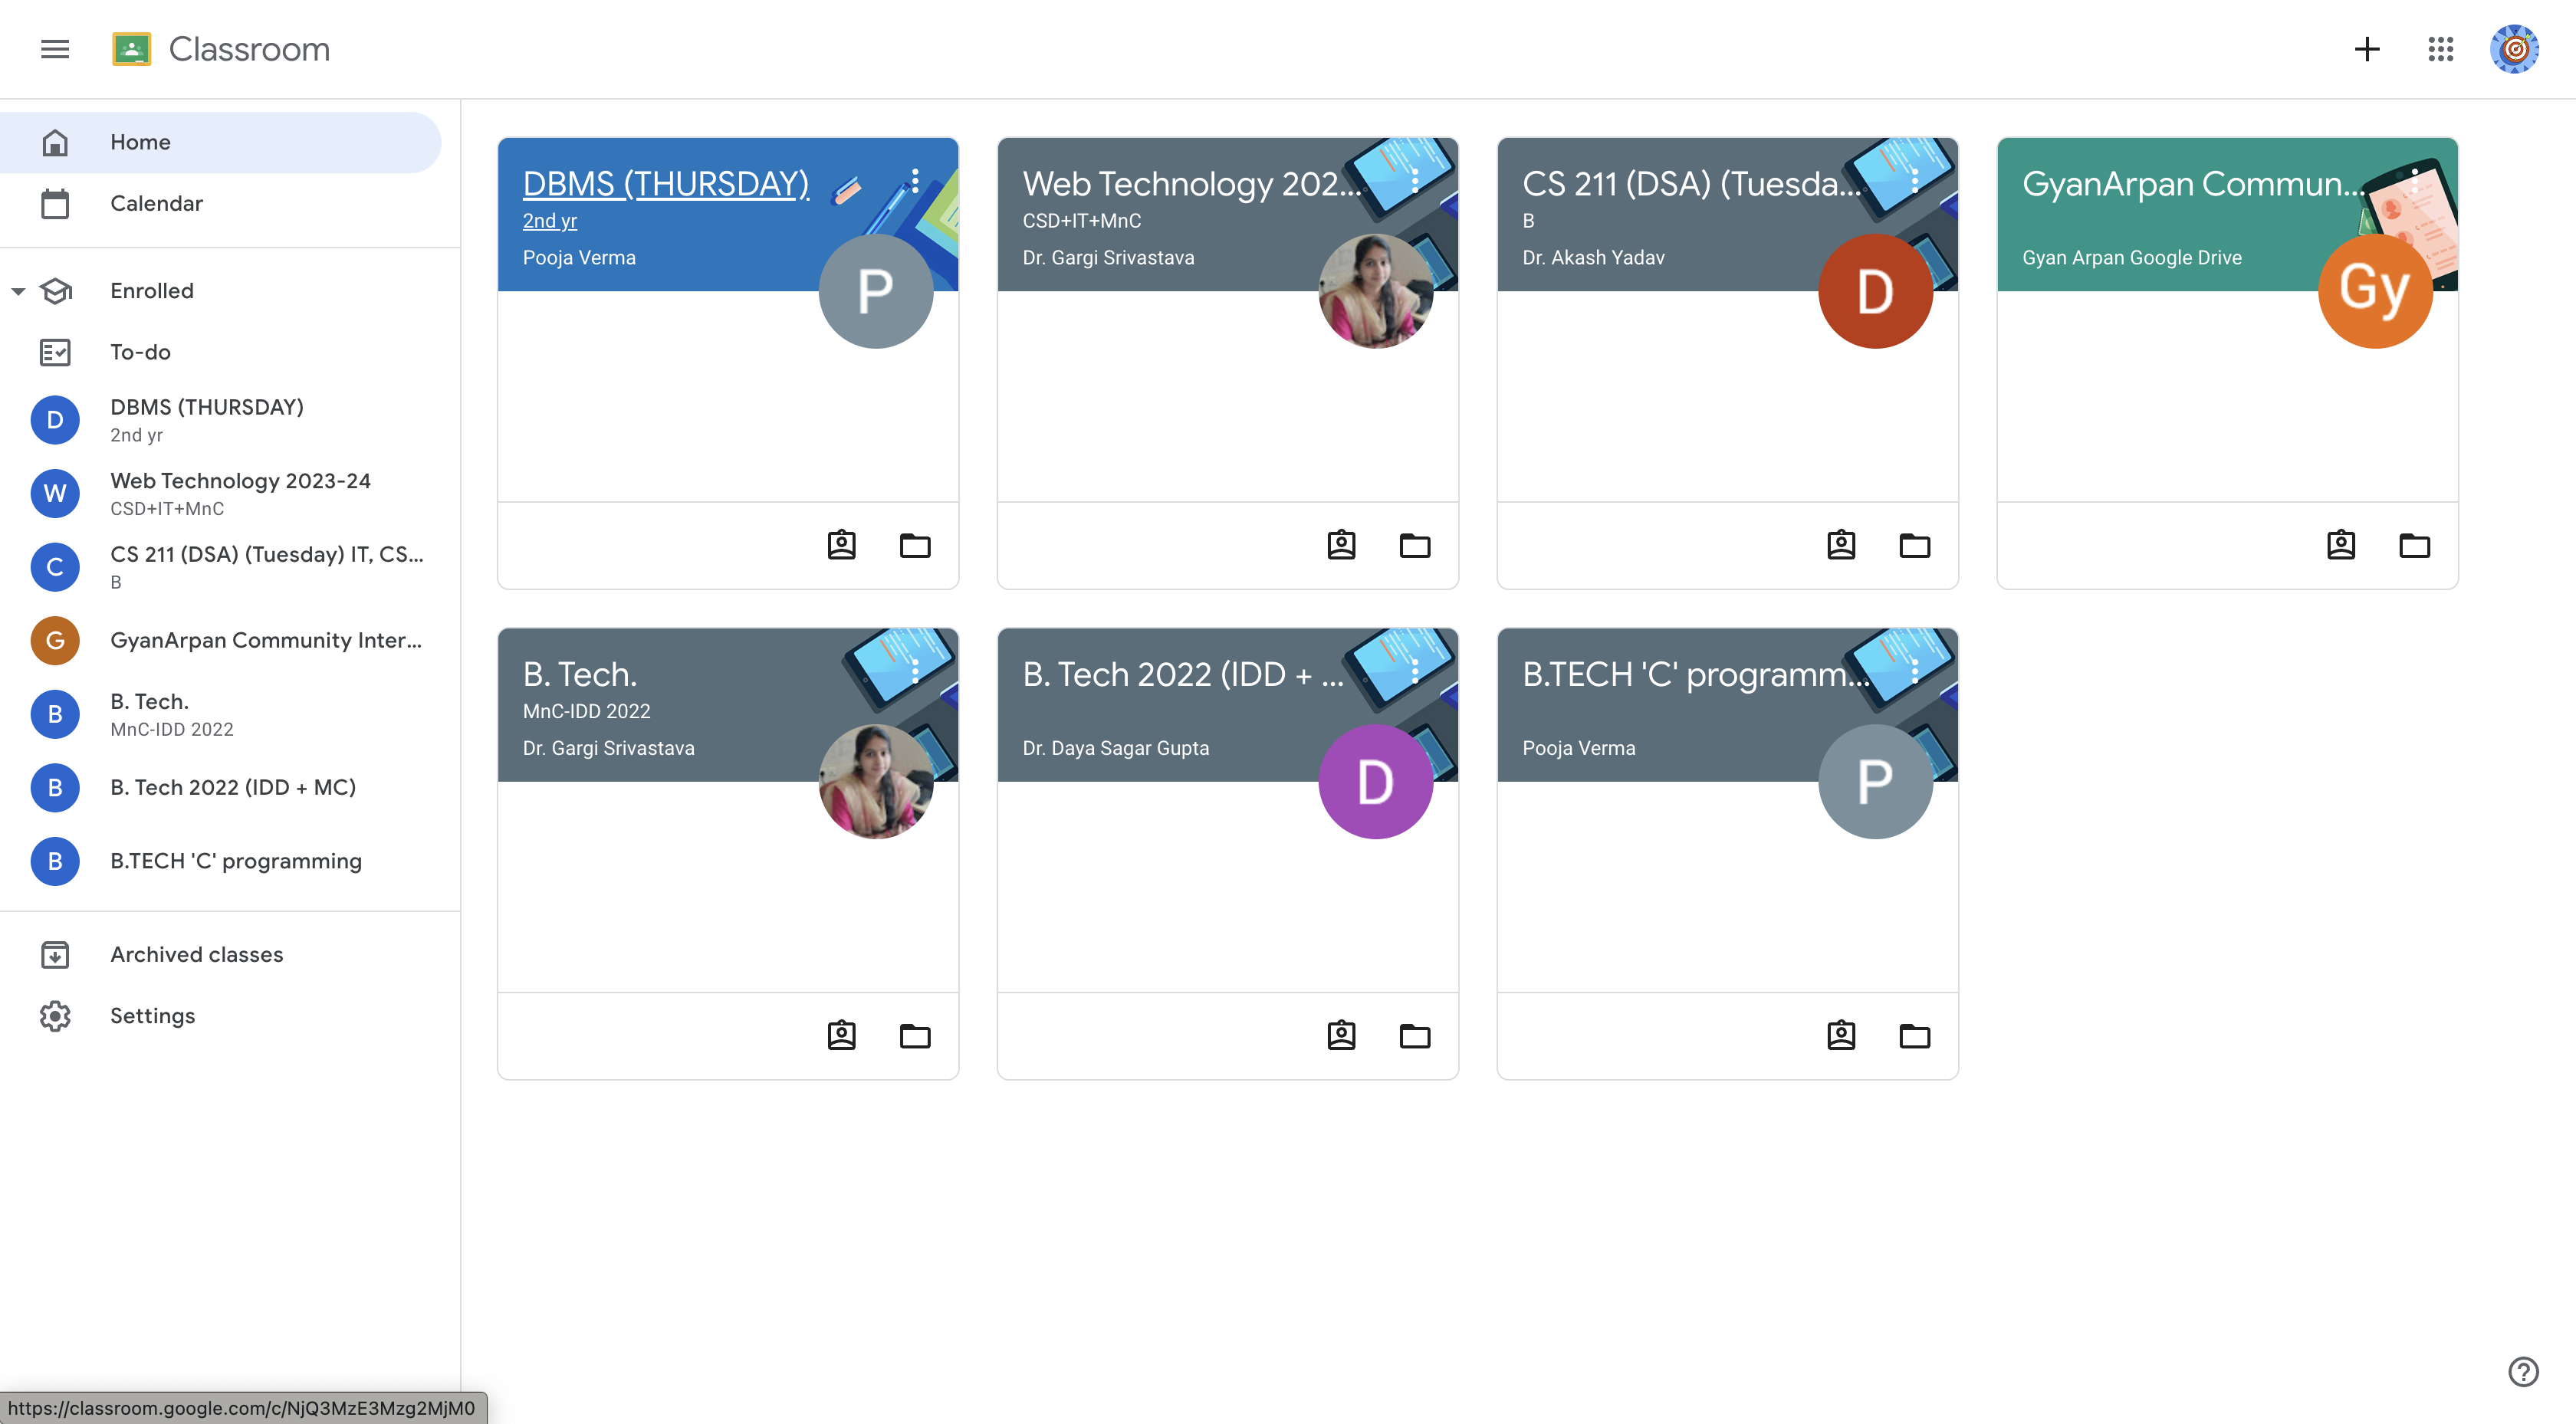 Classroom
Home
Calendar
Enrolled
To-do
D
DBMS (THURSDAY)
2nd yr
W
Web Technology 2023-24
CSD+IT+MnC
C
CS 211 (DSA) (Tuesday) IT, CS...
B
G
GyanArpan Community Inter...
B
B. Tech.
MnC-IDD 2022
B
B. Tech 2022 (IDD + MC)
B
B.TECH 'C' programming
Archived classes
Settings
DBMS (THURSDAY)
2nd yr
Pooja Verma
P
Web Technology 202...
CSD+IT+MnC
Dr. Gargi Srivastava
CS 211 (DSA) (Tuesda...
B
Dr. Akash Yadav
D
GyanArpan Commun...
Gyan Arpan Google Drive
Gy
B. Tech.
MnC-IDD 2022
Dr. Gargi Srivastava
B. Tech 2022 (IDD + ...
Dr. Daya Sagar Gupta
D
B.TECH 'C' programm...
Pooja Verma
P
https://classroom.google.com/c/NjQ3MzE3Mzg2MjM0